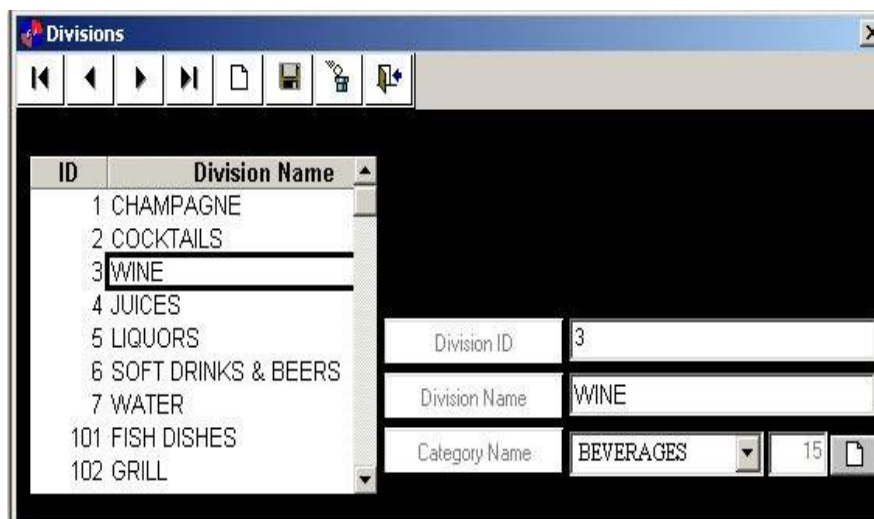 Divisions
ID Division Name
1 CHAMPAGNE
2 COCKTAILS
3 WINE
4 JUICES
5 LIQUORS
6 SOFT DRINKS & BEERS
7 WATER
101 FISH DISHES
102 GRILL
Division ID 3
Division Name WINE
Category Name BEVERAGES 15